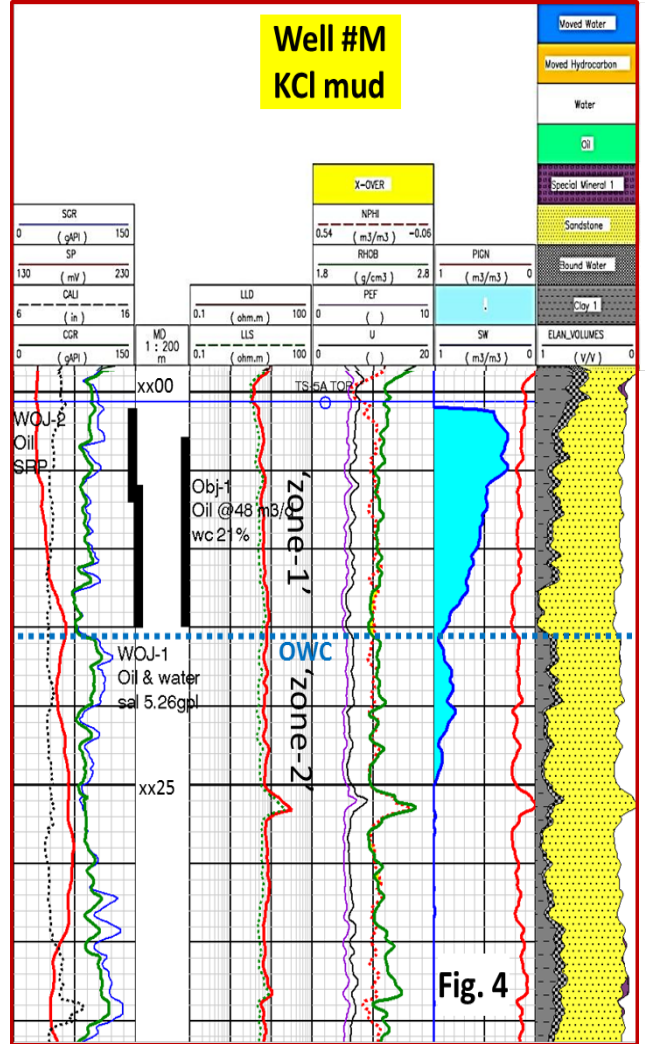 Well #M
KCl mud
Moved Water
Moved Hydrocarbon
Water
Oil
Special Mineral 1
Sandstone
Bound Water
Clay 1
ELAN_VOLUMES
1 (V/V) 0
X-OVER
NPHI
0.54 (m3/m3) -0.06
RHOB
1.8 (g/cm3) 2.8
PEF
0 ( ) 10
U
0 ( ) 20
PIGN
1 (m3/m3) 0
SW
1 (m3/m3) 0
SGR
0 (gAPI) 150
SP
130 (mV) 230
CALI
6 (in) 16
CGR
0 (gAPI) 150
MD
1 : 200
m
LLD
0.1 (ohm.m) 100
LLS
0.1 (ohm.m) 100
xx00
TS-5A TOP
WOJ-2
Oil
SRP
Obj-1
Oil @48 m3/d
wc 21%
'zone-1'
OWC
WOJ-1
Oil & water
sal 5.26gpl
'zone-2'
xx25
Fig. 4